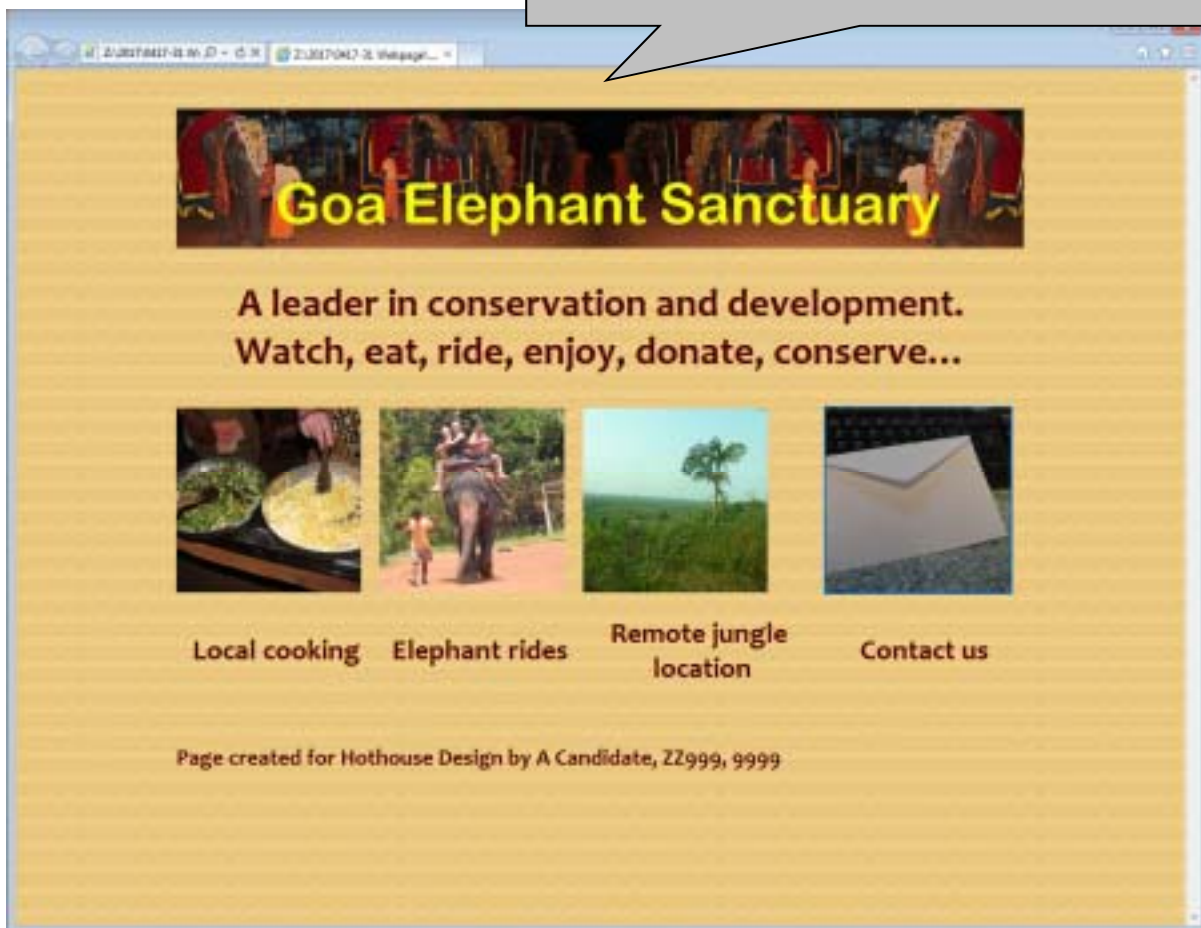 Goa Elephant Sanctuary
A leader in conservation and development.
Watch, eat, ride, enjoy, donate, conserve...
Local cooking
Elephant rides
Remote jungle
location
Contact us
Page created for Hothouse Design by A Candidate, ZZ999, 9999